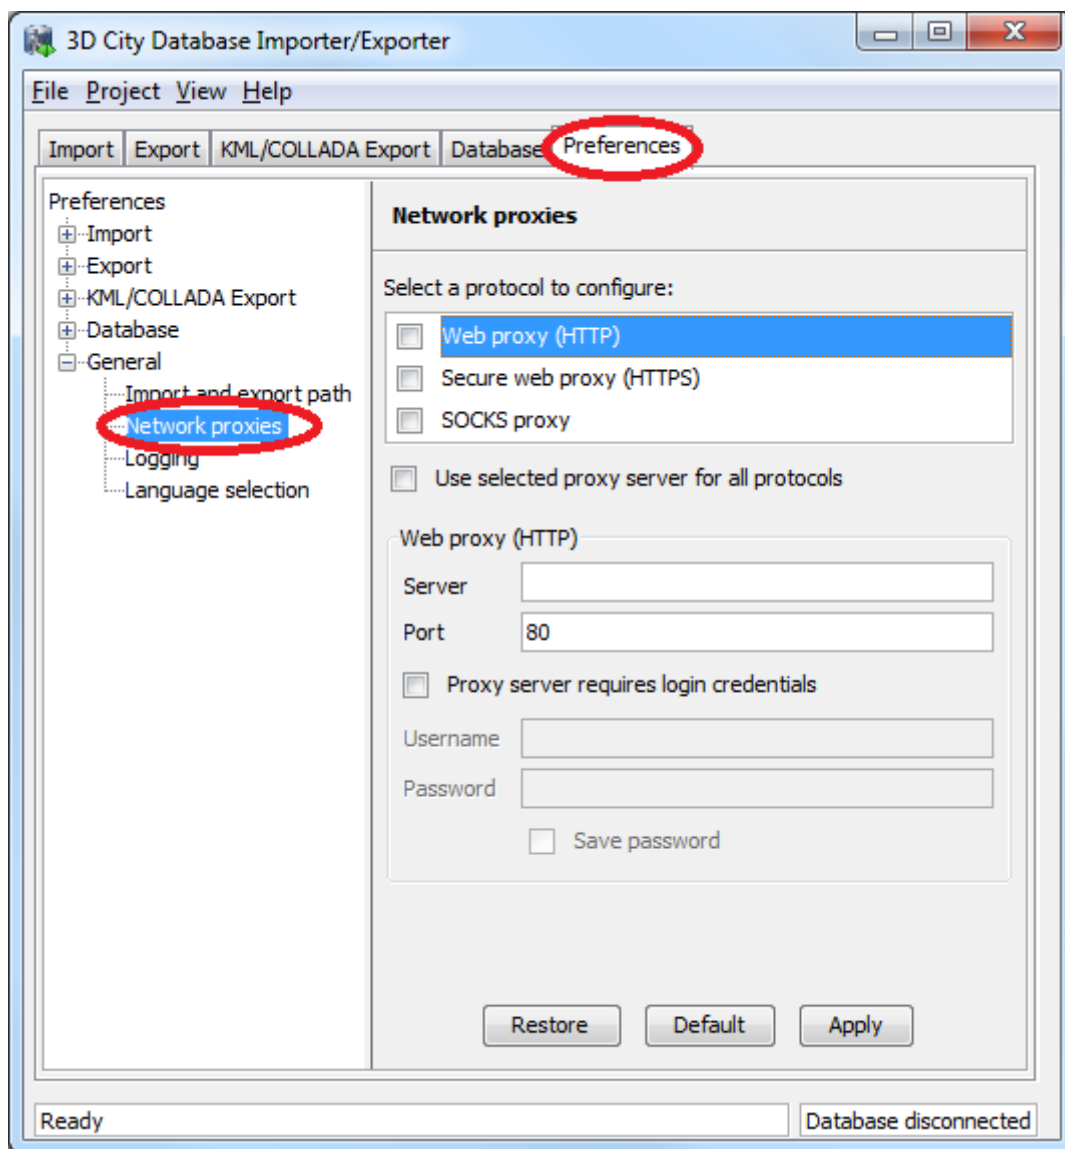 3D City Database Importer/Exporter
File Project View Help
Import Export KML/COLLADA Export Database Preferences
Preferences
Import
Export
KML/COLLADA Export
Database
General
Import and export path
Network proxies
Logging
Language selection
Network proxies
Select a protocol to configure:
Web proxy (HTTP)
Secure web proxy (HTTPS)
SOCKS proxy
Use selected proxy server for all protocols
Web proxy (HTTP)
Server
Port 80
Proxy server requires login credentials
Username
Password
Save password
Restore Default Apply
Ready Database disconnected